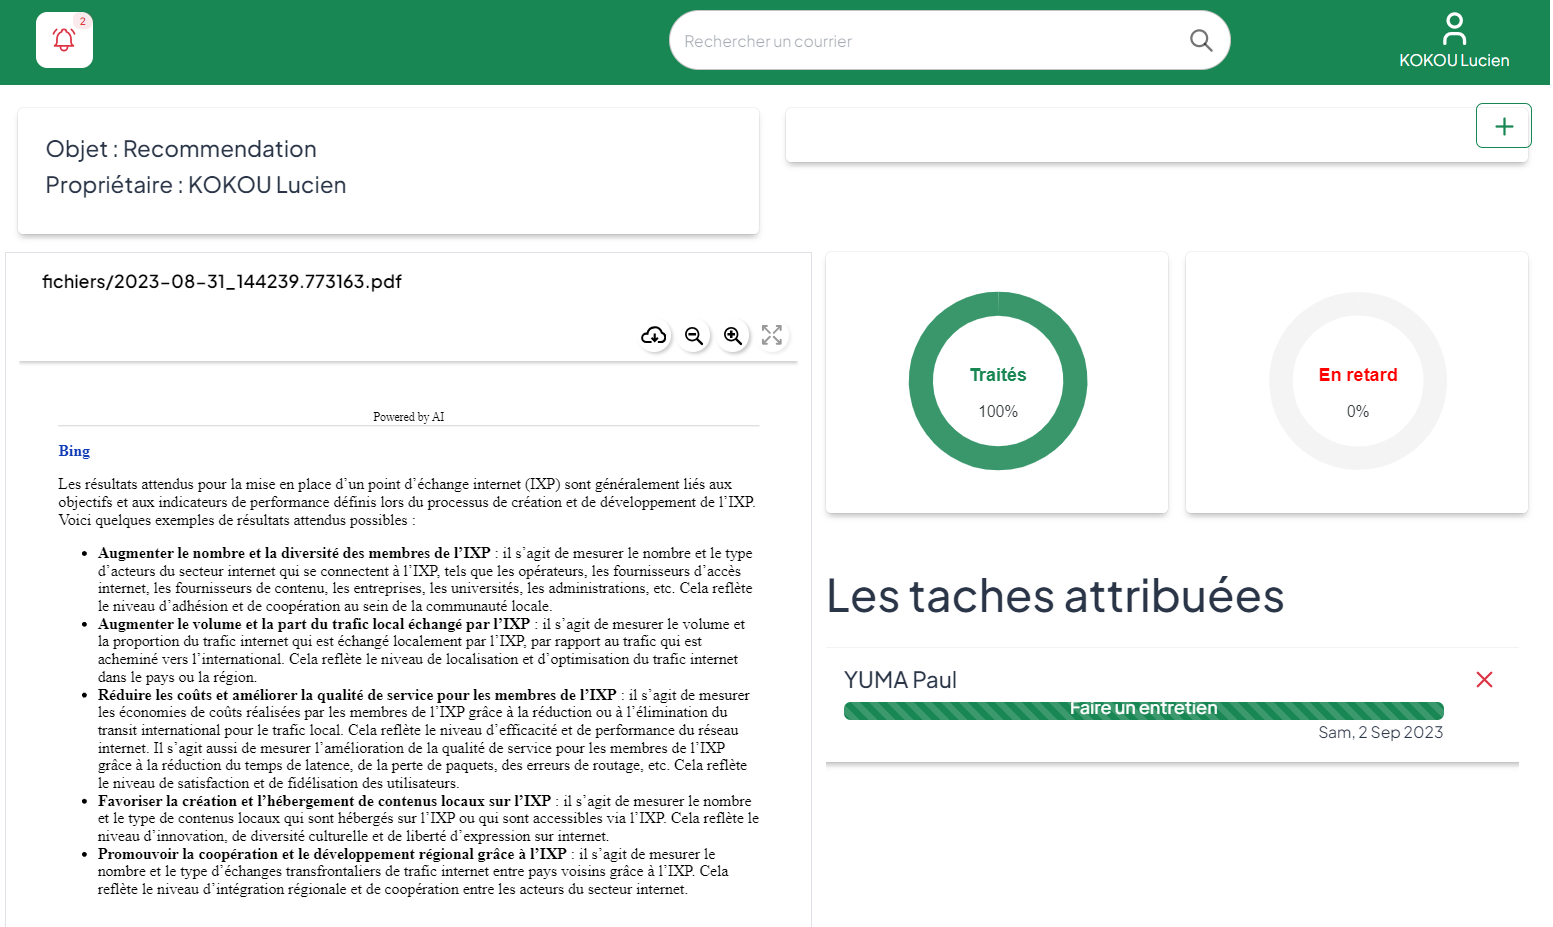 2
Rechercher un courrier
KOKOU Lucien
Objet : Recommendation
Propriétaire : KOKOU Lucien
fichiers/2023-08-31_144239.773163.pdf
Powered by AI
Bing
Les résultats attendus pour la mise en place d’un point d’échange internet (IXP) sont généralement liés aux
objectifs et aux indicateurs de performance définis lors du processus de création et de développement de l’IXP.
Voici quelques exemples de résultats attendus possibles :
• Augmenter le nombre et la diversité des membres de l’IXP : il s’agit de mesurer le nombre et le type
d’acteurs du secteur internet qui se connectent à l’IXP, tels que les opérateurs, les fournisseurs d’accès
internet, les fournisseurs de contenu, les entreprises, les universités, les administrations, etc. Cela reflète
le niveau d’adhésion et de coopération au sein de la communauté locale.
• Augmenter le volume et la part du trafic local échangé par l’IXP : il s’agit de mesurer le volume et
la proportion du trafic internet qui est échangé localement par l’IXP, par rapport au trafic qui est
acheminé vers l’international. Cela reflète le niveau de localisation et d’optimisation du trafic internet
dans le pays ou la région.
• Réduire les coûts et améliorer la qualité de service pour les membres de l’IXP : il s’agit de mesurer
les économies de coûts réalisées par les membres de l’IXP grâce à la réduction ou à l’élimination du
transit international pour le trafic local. Cela reflète le niveau d’efficacité et de performance du réseau
internet. Il s’agit aussi de mesurer l’amélioration de la qualité de service pour les membres de l’IXP
grâce à la réduction du temps de latence, de la perte de paquets, des erreurs de routage, etc. Cela reflète
le niveau de satisfaction et de fidélisation des utilisateurs.
• Favoriser la création et l’hébergement de contenus locaux sur l’IXP : il s’agit de mesurer le nombre
et le type de contenus locaux qui sont hébergés sur l’IXP ou qui sont accessibles via l’IXP. Cela reflète le
niveau d’innovation, de diversité culturelle et de liberté d’expression sur internet.
• Promouvoir la coopération et le développement régional grâce à l’IXP : il s’agit de mesurer le
nombre et le type d’échanges transfrontaliers de trafic internet entre pays voisins grâce à l’IXP. Cela
reflète le niveau d’intégration régionale et de coopération entre les acteurs du secteur internet.
Traités
100%
En retard
0%
Les taches attribuées
YUMA Paul
Faire un entretien
Sam, 2 Sep 2023